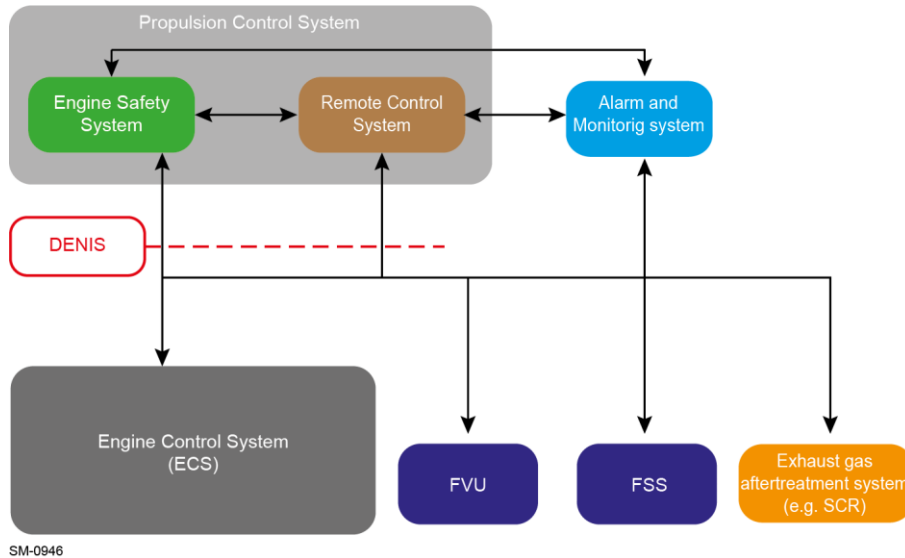 Propulsion Control System
Engine Safety
System
Remote Control
System
Alarm and
Monitorig system
DENIS
Engine Control System
(ECS)
FVU
FSS
Exhaust gas
aftertreatment system
(e.g. SCR)
SM-0946